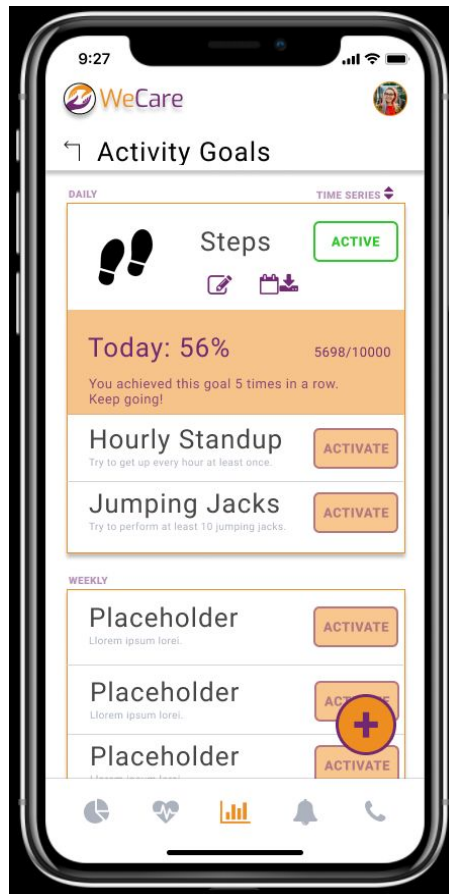 9:27
WeCare
Activity Goals
DAILY
TIME SERIES
Steps
ACTIVE
Today: 56%
5698/10000
You achieved this goal 5 times in a row.
Keep going!
Hourly Standup
Try to get up every hour at least once.
ACTIVATE
Jumping Jacks
Try to perform at least 10 jumping jacks.
ACTIVATE
WEEKLY
Placeholder
Llorem ipsum lorei.
ACTIVATE
Placeholder
Llorem ipsum lorei.
Placeholder
ACTIVATE